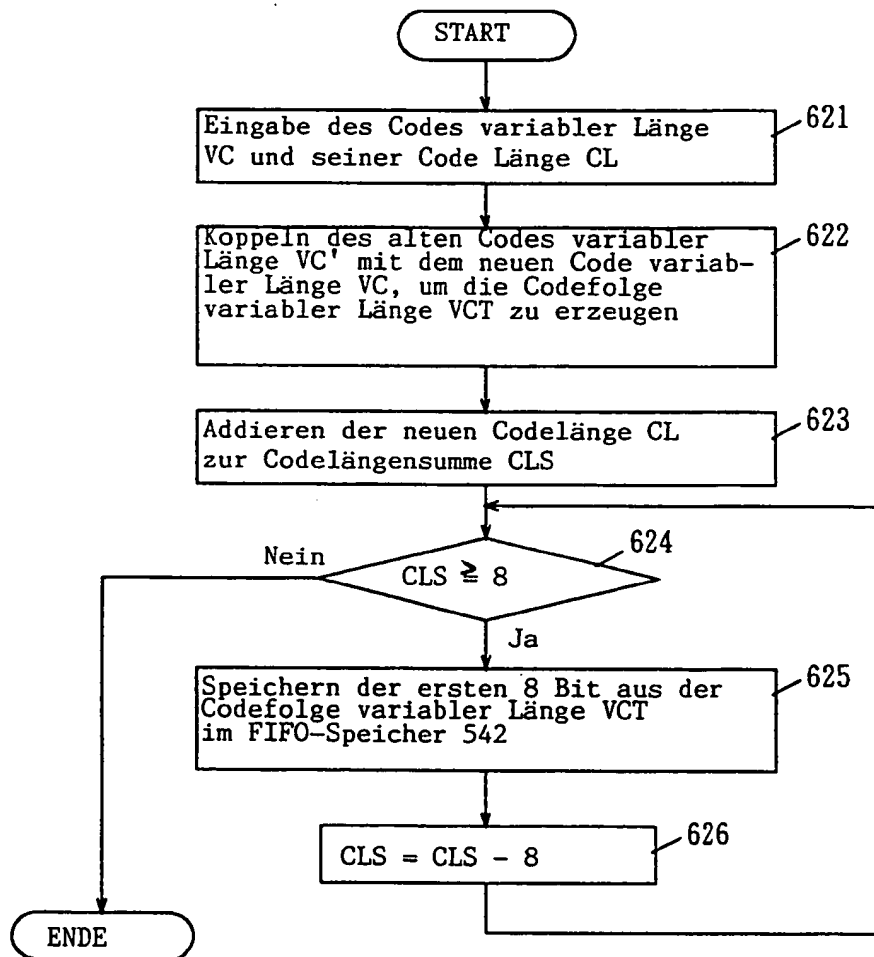 START
621
Eingabe des Codes variabler Länge
VC und seiner Code Länge CL
622
Koppeln des alten Codes variabler
Länge VC' mit dem neuen Code variab-
ler Länge VC, um die Codefolge
variabler Länge VCT zu erzeugen
623
Addieren der neuen Codelänge CL
zur Codelängensumme CLS
624
Nein
CLS ≧ 8
Ja
625
Speichern der ersten 8 Bit aus der
Codefolge variabler Länge VCT
im FIFO-Speicher 542
626
CLS = CLS - 8
ENDE